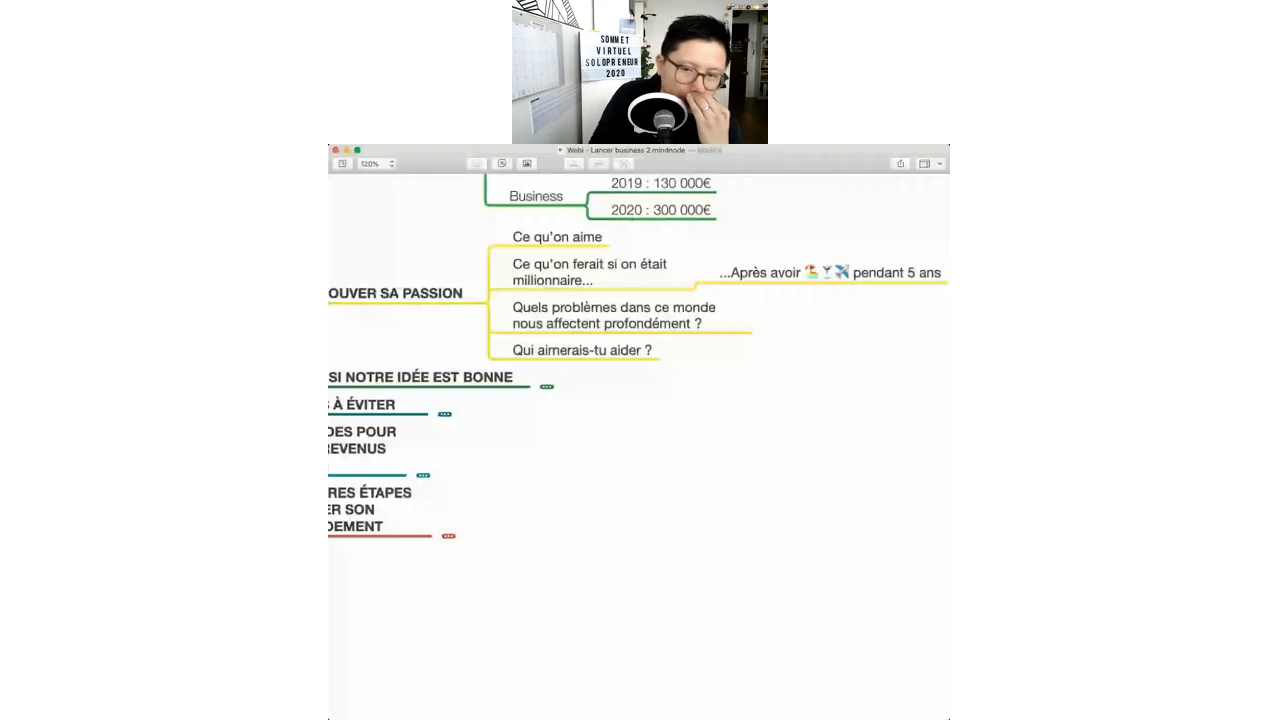 SOMMET
VIRTUEL
SOLOPRENEUR
2020
Webi - Lancer business 2.mindnode
120%
2019 : 130 000€
Business
2020 : 300 000€
Ce qu'on aime
Ce qu'on ferait si on était
millionnaire...
...Après avoir 🏖🍸✈️ pendant 5 ans
OUVER SA PASSION
Quels problèmes dans ce monde
nous affectent profondément ?
Qui aimerais-tu aider ?
SI NOTRE IDÉE EST BONNE
À ÉVITER
DES POUR
REVENUS
RES ÉTAPES
ER SON
DEMENT